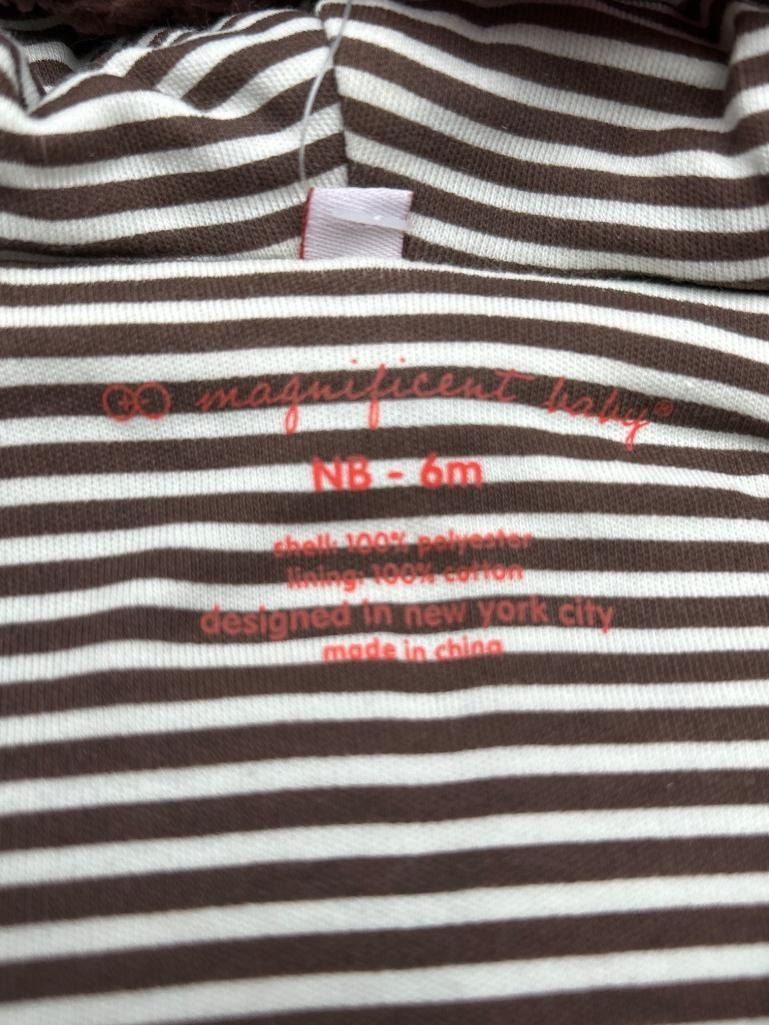 magnificent baby®
NB - 6m
shell: 100% polyester
lining: 100% cotton
designed in new york city
made in china